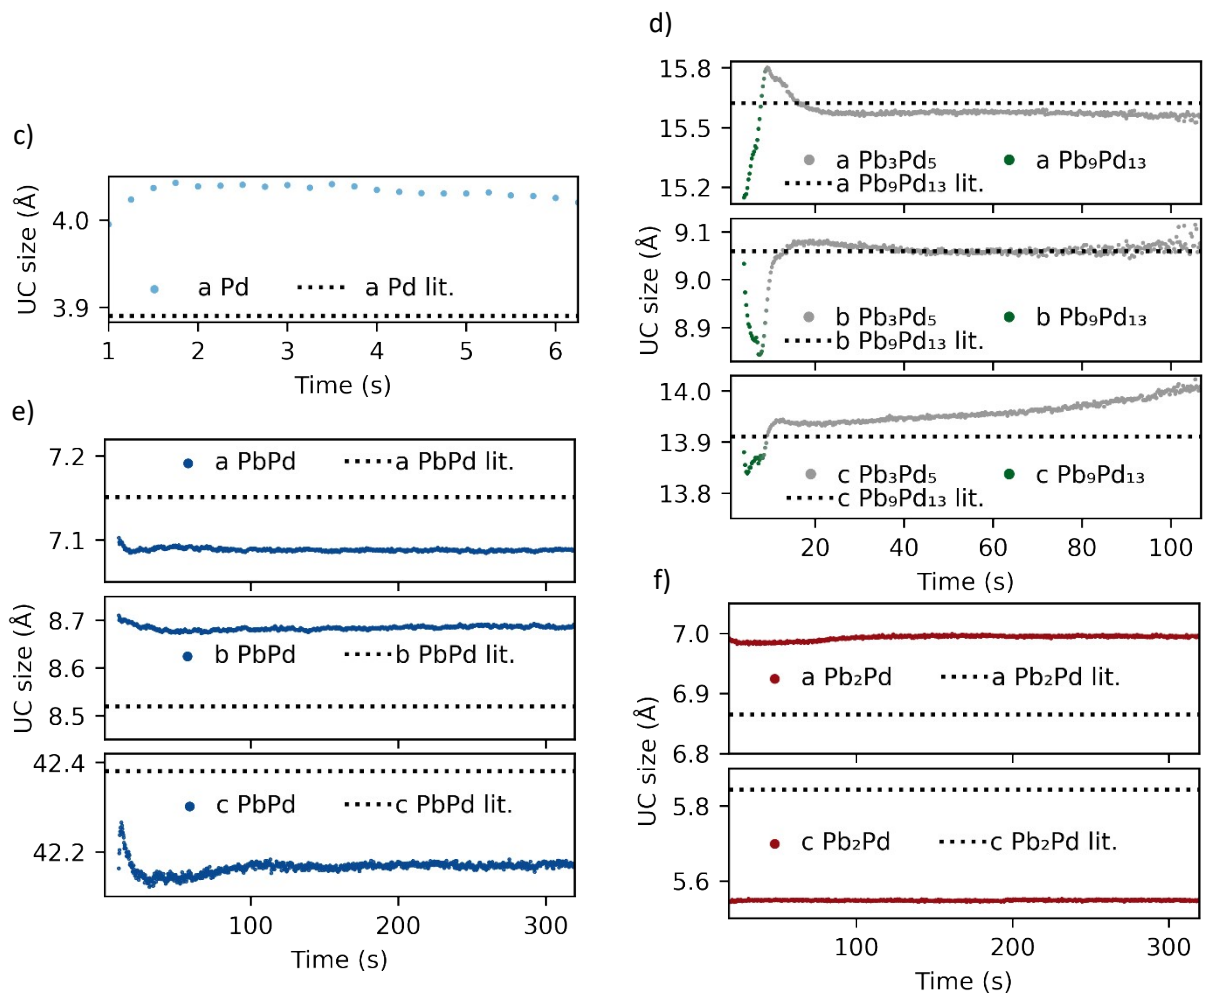 c)
UC size (Å)
4.0
3.9
a Pd
a Pd lit.
1 2 3 4 5 6
Time (s)
d)
15.8
15.5
15.2
a Pb₃Pd₅
a Pb₉Pd₁₃
a Pb₉Pd₁₃ lit.
UC size (Å)
9.1
9.0
8.9
b Pb₃Pd₅
b Pb₉Pd₁₃
b Pb₉Pd₁₃ lit.
14.0
13.9
13.8
c Pb₃Pd₅
c Pb₉Pd₁₃
c Pb₉Pd₁₃ lit.
20 40 60 80 100
Time (s)
e)
7.2
7.1
a PbPd
a PbPd lit.
UC size (Å)
8.7
8.6
8.5
b PbPd
b PbPd lit.
42.4
42.2
c PbPd
c PbPd lit.
100 200 300
Time (s)
f)
7.0
6.9
6.8
a Pb₂Pd
a Pb₂Pd lit.
UC size (Å)
5.8
5.6
c Pb₂Pd
c Pb₂Pd lit.
100 200 300
Time (s)